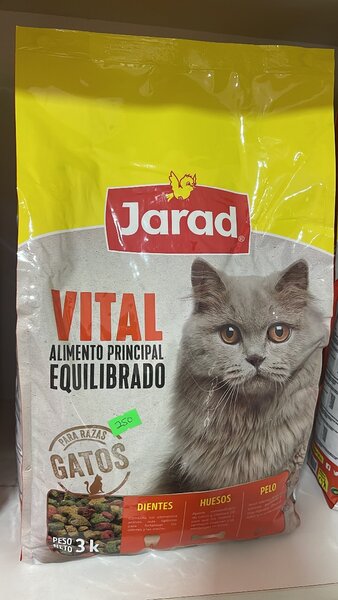 Jarad
VITAL
ALIMENTO PRINCIPAL
EQUILIBRADO
PARA RAZAS
GATOS
250
DIENTES
HUESOS
PELO
PESO
NETO 3 k